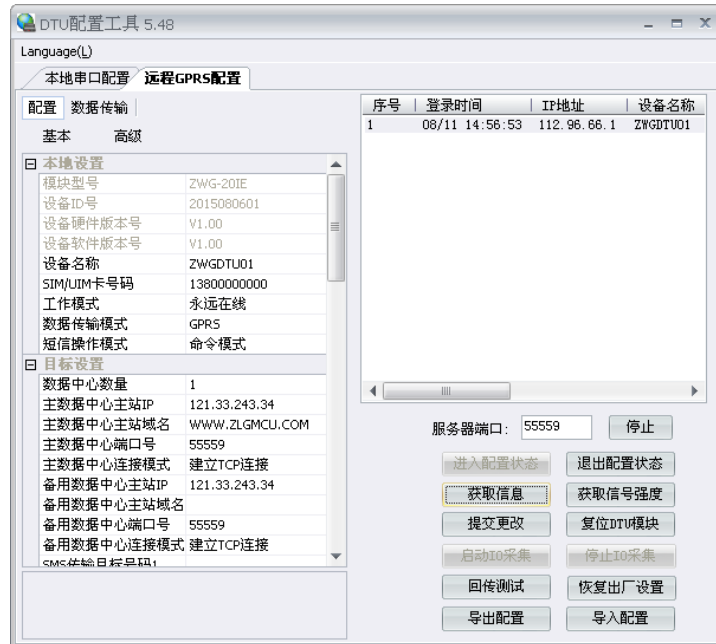 DTU配置工具 5.48
Language(L)
本地串口配置 远程GPRS配置
配置 数据传输
基本 高级
本地设置
模块型号 ZWG-20IE
设备ID号 2015080601
设备硬件版本号 V1.00
设备软件版本号 V1.00
设备名称 ZWGDTU01
SIM/UIM卡号码 13800000000
工作模式 永远在线
数据传输模式 GPRS
短信操作模式 命令模式
目标设置
数据中心数量 1
主数据中心主站IP 121.33.243.34
主数据中心主站域名 WWW.ZLGMCU.COM
主数据中心端口号 55559
主数据中心连接模式 建立TCP连接
备用数据中心主站IP 121.33.243.34
备用数据中心主站域名
备用数据中心端口号 55559
备用数据中心连接模式 建立TCP连接
SMS传输目标号码1
序号 登录时间 IP地址 设备名称
1 08/11 14:56:53 112.96.66.1 ZWGDTU01
服务器端口: 55559 停止
进入配置状态 退出配置状态
获取信息 获取信号强度
提交更改 复位DTU模块
启动IO采集 停止IO采集
回传测试 恢复出厂设置
导出配置 导入配置